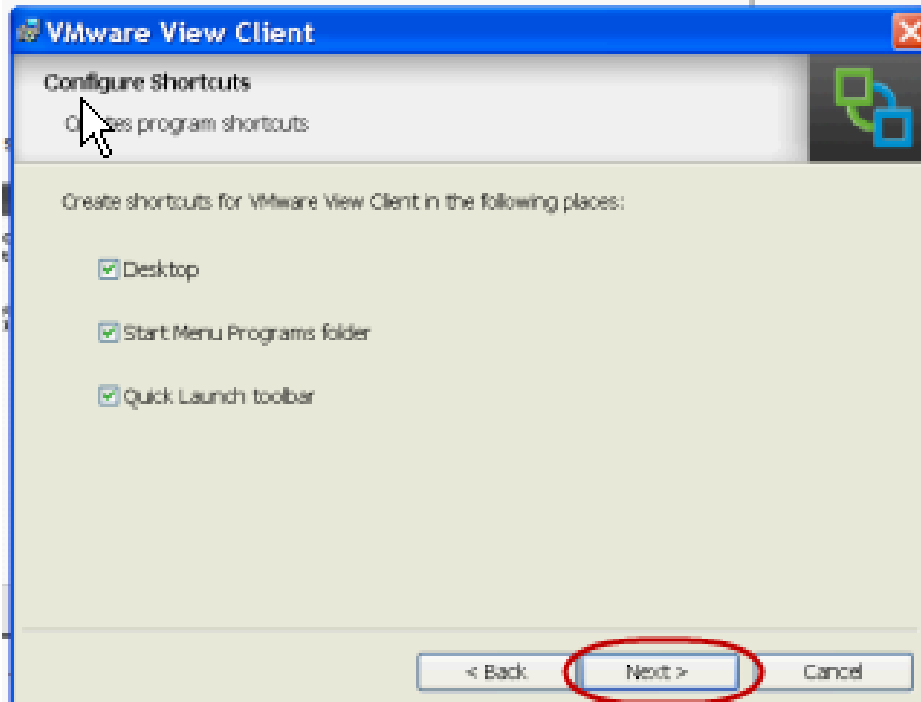 VMware View Client
Configure Shortcuts
program shortcuts
Create shortcuts for VMware View Client in the following places:
Desktop
Start Menu Programs folder
Quick Launch toolbar
< Back
Next >
Cancel